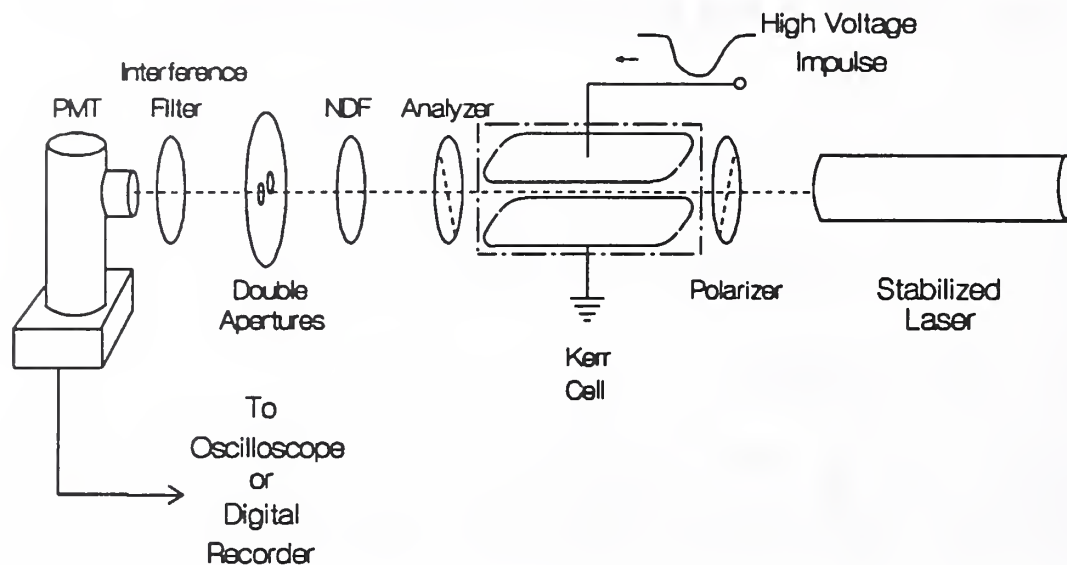 High Voltage
Impulse
Interference
Filter
PMT
NDF
Analyzer
Double
Apertures
Polarizer
Stabilized
Laser
Kerr
Cell
To
Oscilloscope
or
Digital
Recorder